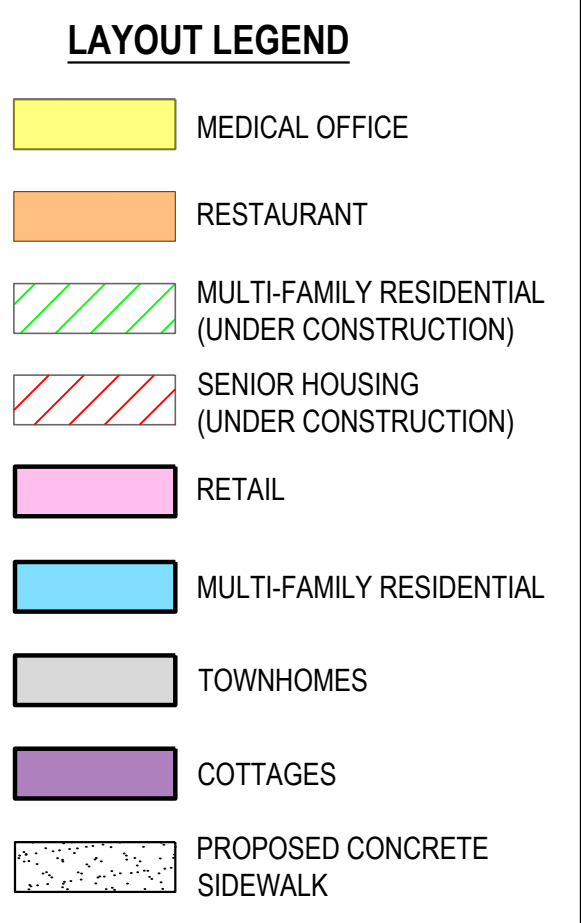 LAYOUT LEGEND
MEDICAL OFFICE
RESTAURANT
MULTI-FAMILY RESIDENTIAL
(UNDER CONSTRUCTION)
SENIOR HOUSING
(UNDER CONSTRUCTION)
RETAIL
MULTI-FAMILY RESIDENTIAL
TOWNHOMES
COTTAGES
PROPOSED CONCRETE
SIDEWALK